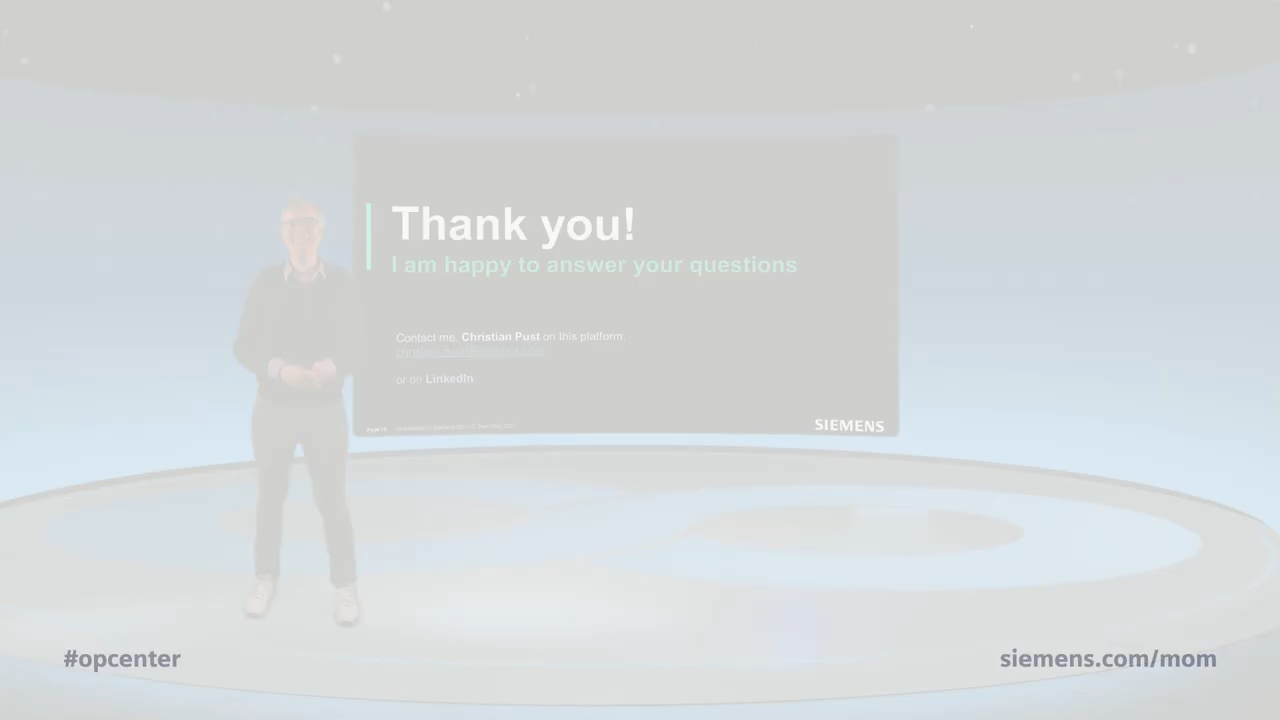 Thank you!
I am happy to answer your questions
Contact me, Christian Pust on this platform.
or on LinkedIn
SIEMENS
#opcenter
siemens.com/mom